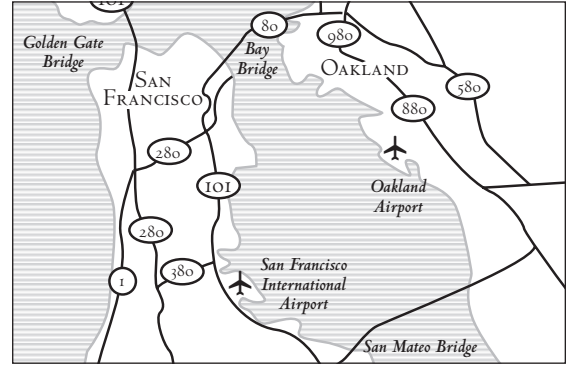 101
80
980
Golden Gate
Bridge
Bay
Bridge
SAN
FRANCISCO
OAKLAND
580
880
280
101
Oakland
Airport
280
380
1
San Francisco
International
Airport
San Mateo Bridge